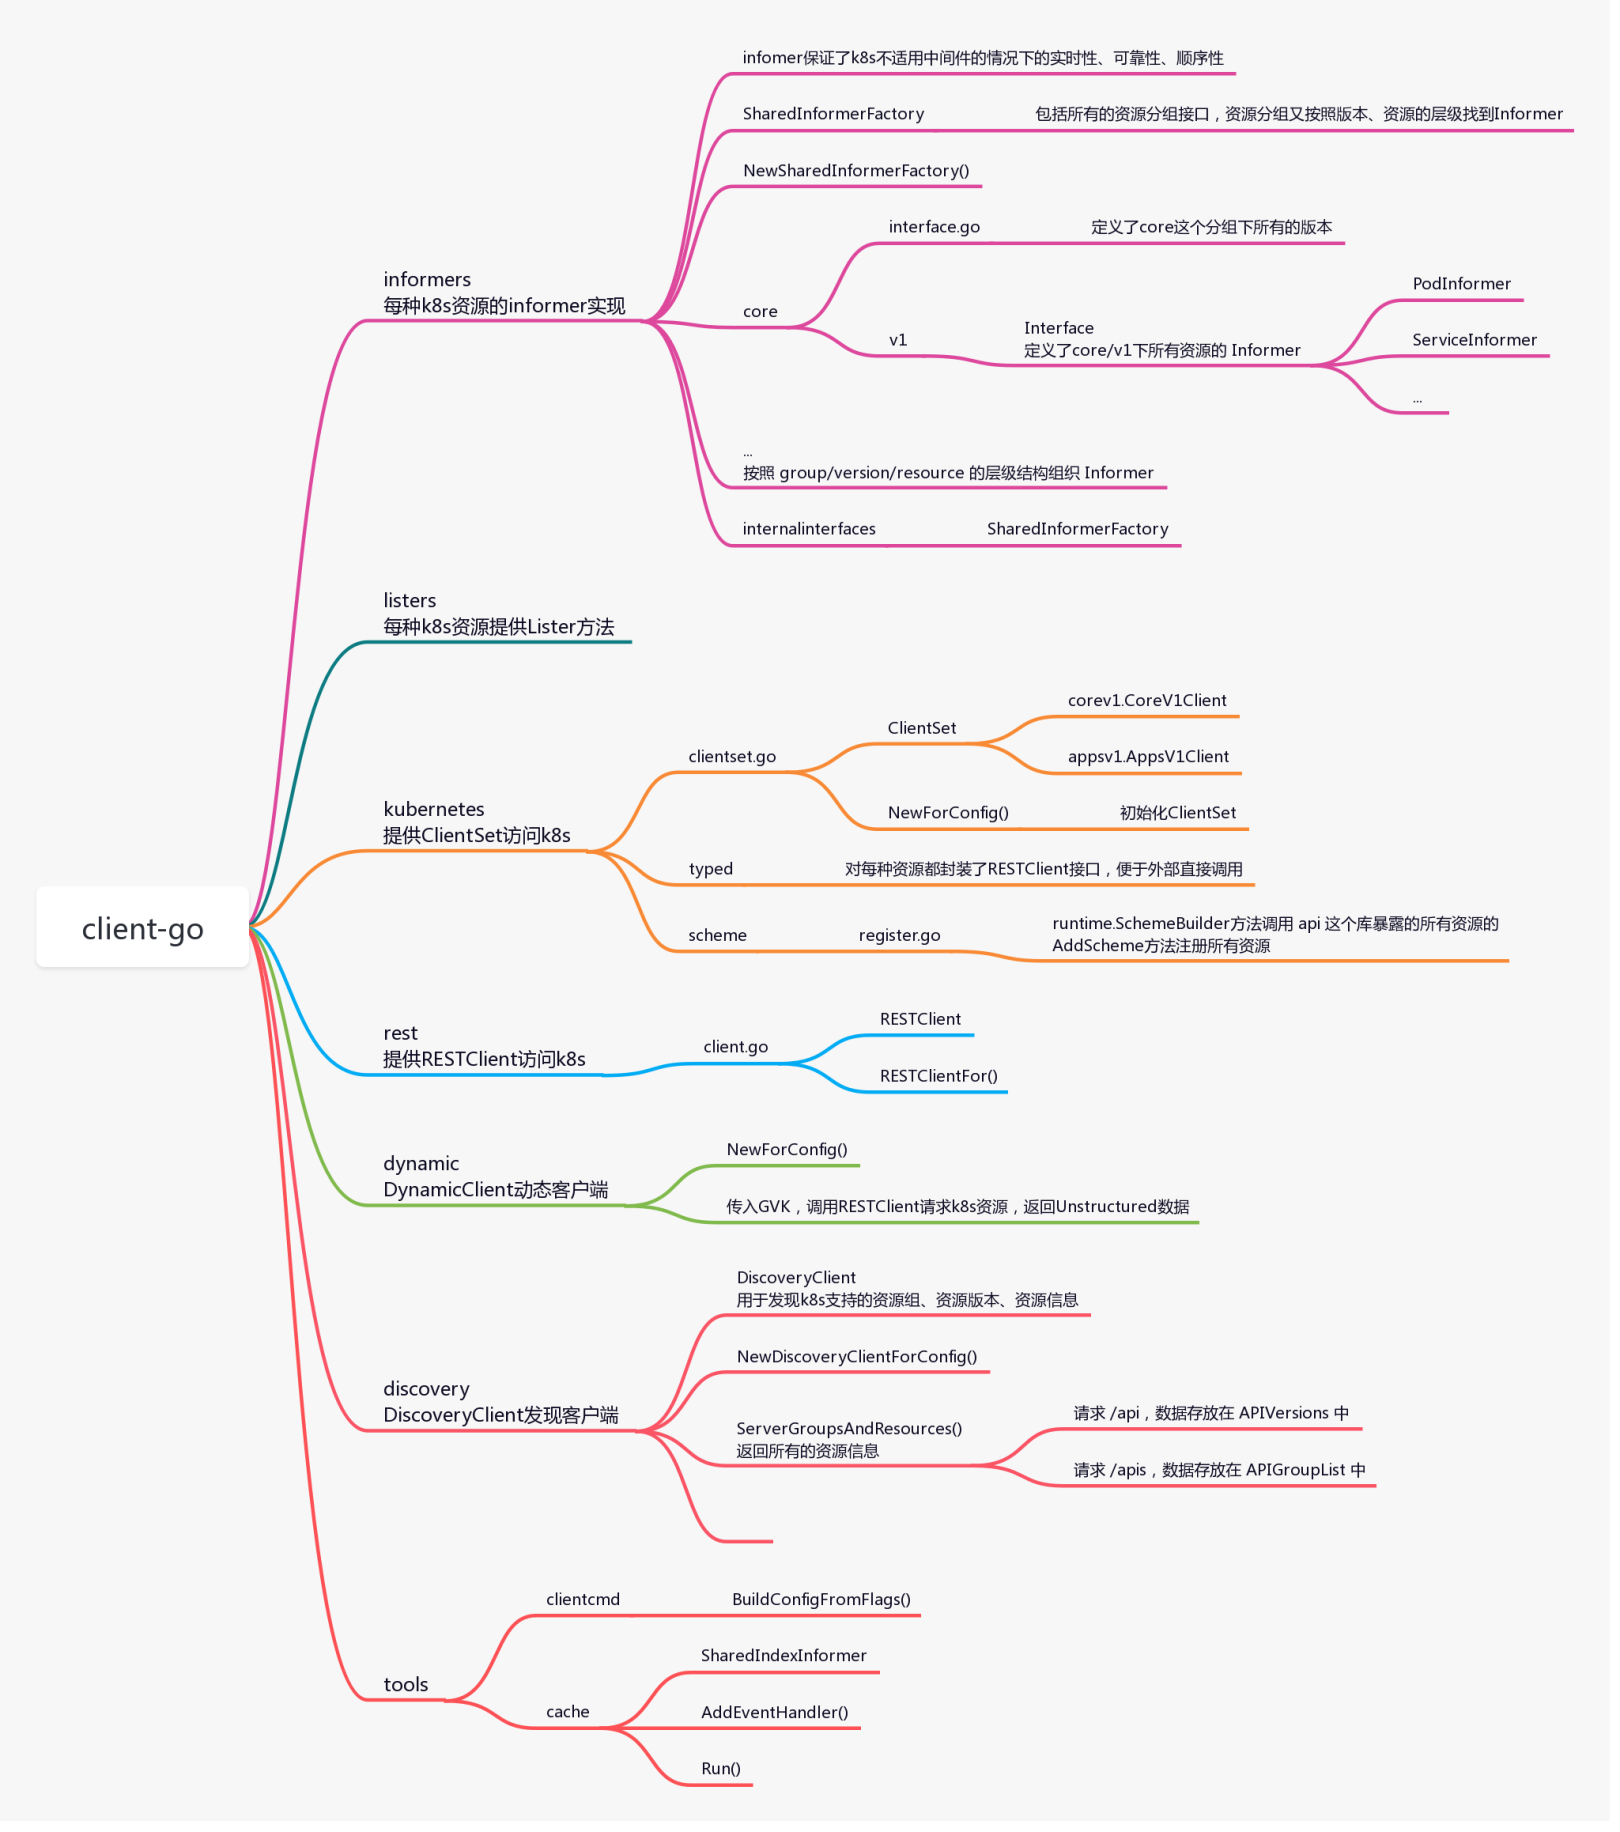 infomer保证了k8s不适用中间件的情况下的实时性、可靠性、顺序性
SharedInformerFactory
包括所有的资源分组接口，资源分组又按照版本、资源的层级找到Informer
NewSharedInformerFactory()
interface.go
定义了core这个分组下所有的版本
informers
每种k8s资源的informer实现
core
v1
Interface
定义了core/v1下所有资源的 Informer
PodInformer
ServiceInformer
...
...
按照 group/version/resource 的层级结构组织 Informer
internalinterfaces
SharedInformerFactory
listers
每种k8s资源提供Lister方法
kubernetes
提供ClientSet访问k8s
clientset.go
ClientSet
corev1.CoreV1Client
appsv1.AppsV1Client
NewForConfig()
初始化ClientSet
typed
对每种资源都封装了RESTClient接口，便于外部直接调用
scheme
register.go
runtime.SchemeBuilder方法调用 api 这个库暴露的所有资源的
AddScheme方法注册所有资源
client-go
rest
提供RESTClient访问k8s
client.go
RESTClient
RESTClientFor()
dynamic
DynamicClient动态客户端
NewForConfig()
传入GVK，调用RESTClient请求k8s资源，返回Unstructured数据
discovery
DiscoveryClient发现客户端
DiscoveryClient
用于发现k8s支持的资源组、资源版本、资源信息
NewDiscoveryClientForConfig()
ServerGroupsAndResources()
返回所有的资源信息
请求 /api，数据存放在 APIVersions 中
请求 /apis，数据存放在 APIGroupList 中
tools
clientcmd
BuildConfigFromFlags()
cache
SharedIndexInformer
AddEventHandler()
Run()